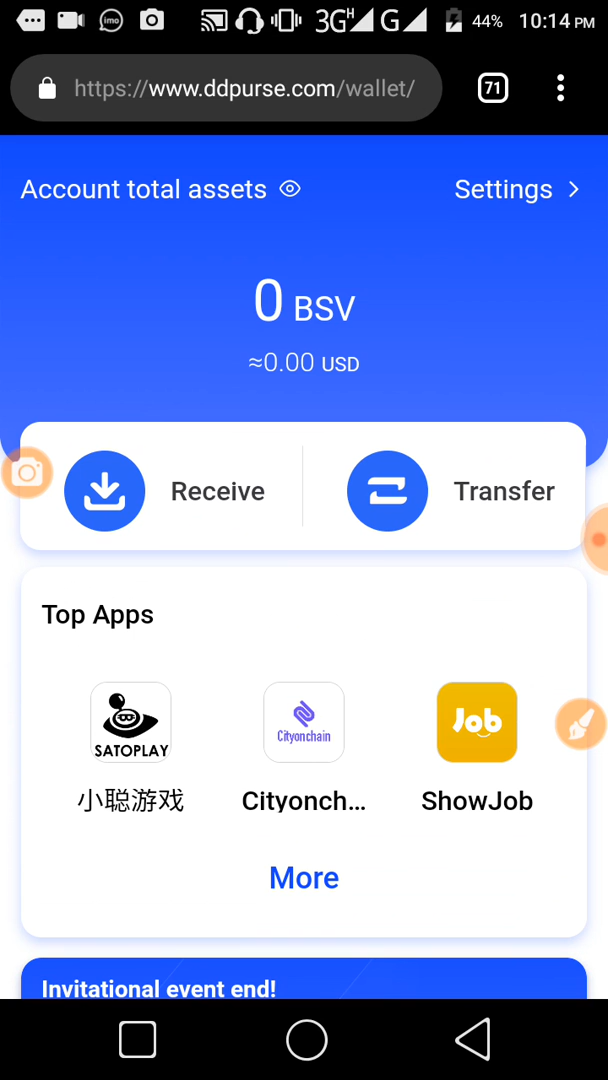 imo 3G H G 44% 10:14 PM
https://www.ddpurse.com/wallet/ 71
Account total assets Settings
0 BSV
≈0.00 USD
Receive Transfer
Top Apps
SATOPLAY Cityonchain Job
小聪游戏 Cityonch... ShowJob
More
Invitational event end!